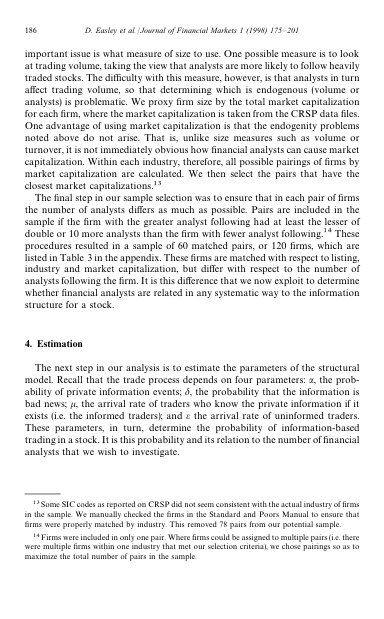 186
D. Easley et al./Journal of Financial Markets 1 (1998) 175–201
important issue is what measure of size to use. One possible measure is to look
at trading volume, taking the view that analysts are more likely to follow heavily
traded stocks. The difficulty with this measure, however, is that analysts in turn
affect trading volume, so that determining which is endogenous (volume or
analysts) is problematic. We proxy firm size by the total market capitalization
for each firm, where the market capitalization is taken from the CRSP data files.
One advantage of using market capitalization is that the endogenity problems
noted above do not arise. That is, unlike size measures such as volume or
turnover, it is not immediately obvious how financial analysts can cause market
capitalization. Within each industry, therefore, all possible pairings of firms by
market capitalization are calculated. We then select the pairs that have the
closest market capitalizations.¹³
The final step in our sample selection was to ensure that in each pair of firms
the number of analysts differs as much as possible. Pairs are included in the
sample if the firm with the greater analyst following had at least the lesser of
double or 10 more analysts than the firm with fewer analyst following.¹⁴ These
procedures resulted in a sample of 60 matched pairs, or 120 firms, which are
listed in Table 3 in the appendix. These firms are matched with respect to listing,
industry and market capitalization, but differ with respect to the number of
analysts following the firm. It is this difference that we now exploit to determine
whether financial analysts are related in any systematic way to the information
structure for a stock.
4. Estimation
The next step in our analysis is to estimate the parameters of the structural
model. Recall that the trade process depends on four parameters: α, the prob-
ability of private information events; δ, the probability that the information is
bad news; μ, the arrival rate of traders who know the private information if it
exists (i.e. the informed traders); and ε the arrival rate of uninformed traders.
These parameters, in turn, determine the probability of information-based
trading in a stock. It is this probability and its relation to the number of financial
analysts that we wish to investigate.
¹³ Some SIC codes as reported on CRSP did not seem consistent with the actual industry of firms
in the sample. We manually checked the firms in the Standard and Poors Manual to ensure that
firms were properly matched by industry. This removed 78 pairs from our potential sample.
¹⁴ Firms were included in only one pair. Where firms could be assigned to multiple pairs (i.e. there
were multiple firms within one industry that met our selection criteria), we chose pairings so as to
maximize the total number of pairs in the sample.